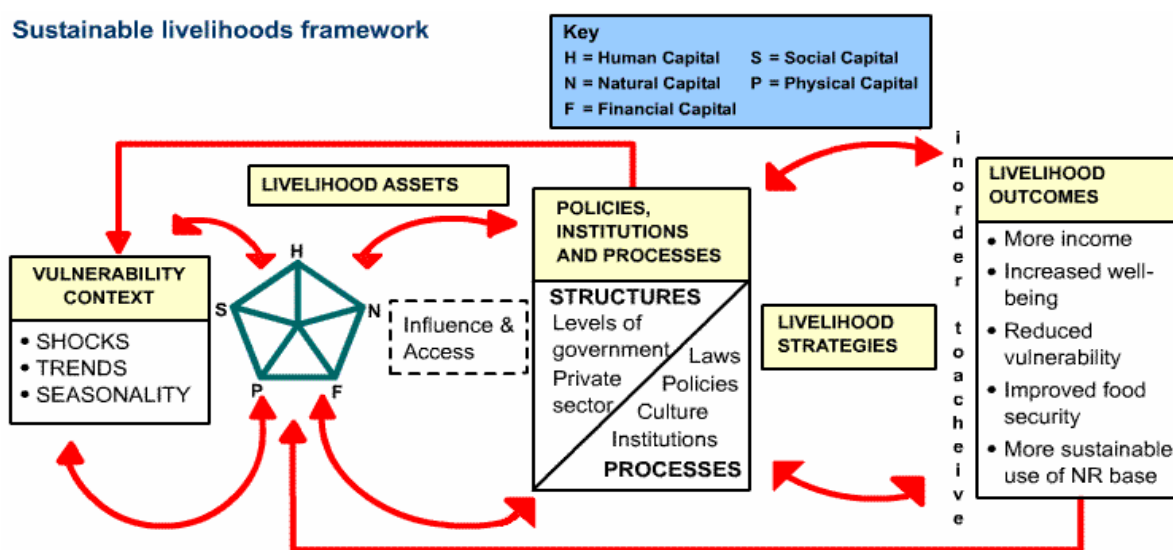 Sustainable livelihoods framework
Key
H = Human Capital S = Social Capital
N = Natural Capital P = Physical Capital
F = Financial Capital
LIVELIHOOD ASSETS
VULNERABILITY
CONTEXT
• SHOCKS
• TRENDS
• SEASONALITY
H
S
N
P
F
Influence &
Access
POLICIES,
INSTITUTIONS
AND PROCESSES
STRUCTURES
Levels of
government
Private
sector
Laws
Policies
Culture
Institutions
PROCESSES
LIVELIHOOD
STRATEGIES
inorder toacheive
LIVELIHOOD
OUTCOMES
• More income
• Increased well-
being
• Reduced
vulnerability
• Improved food
security
• More sustainable
use of NR base